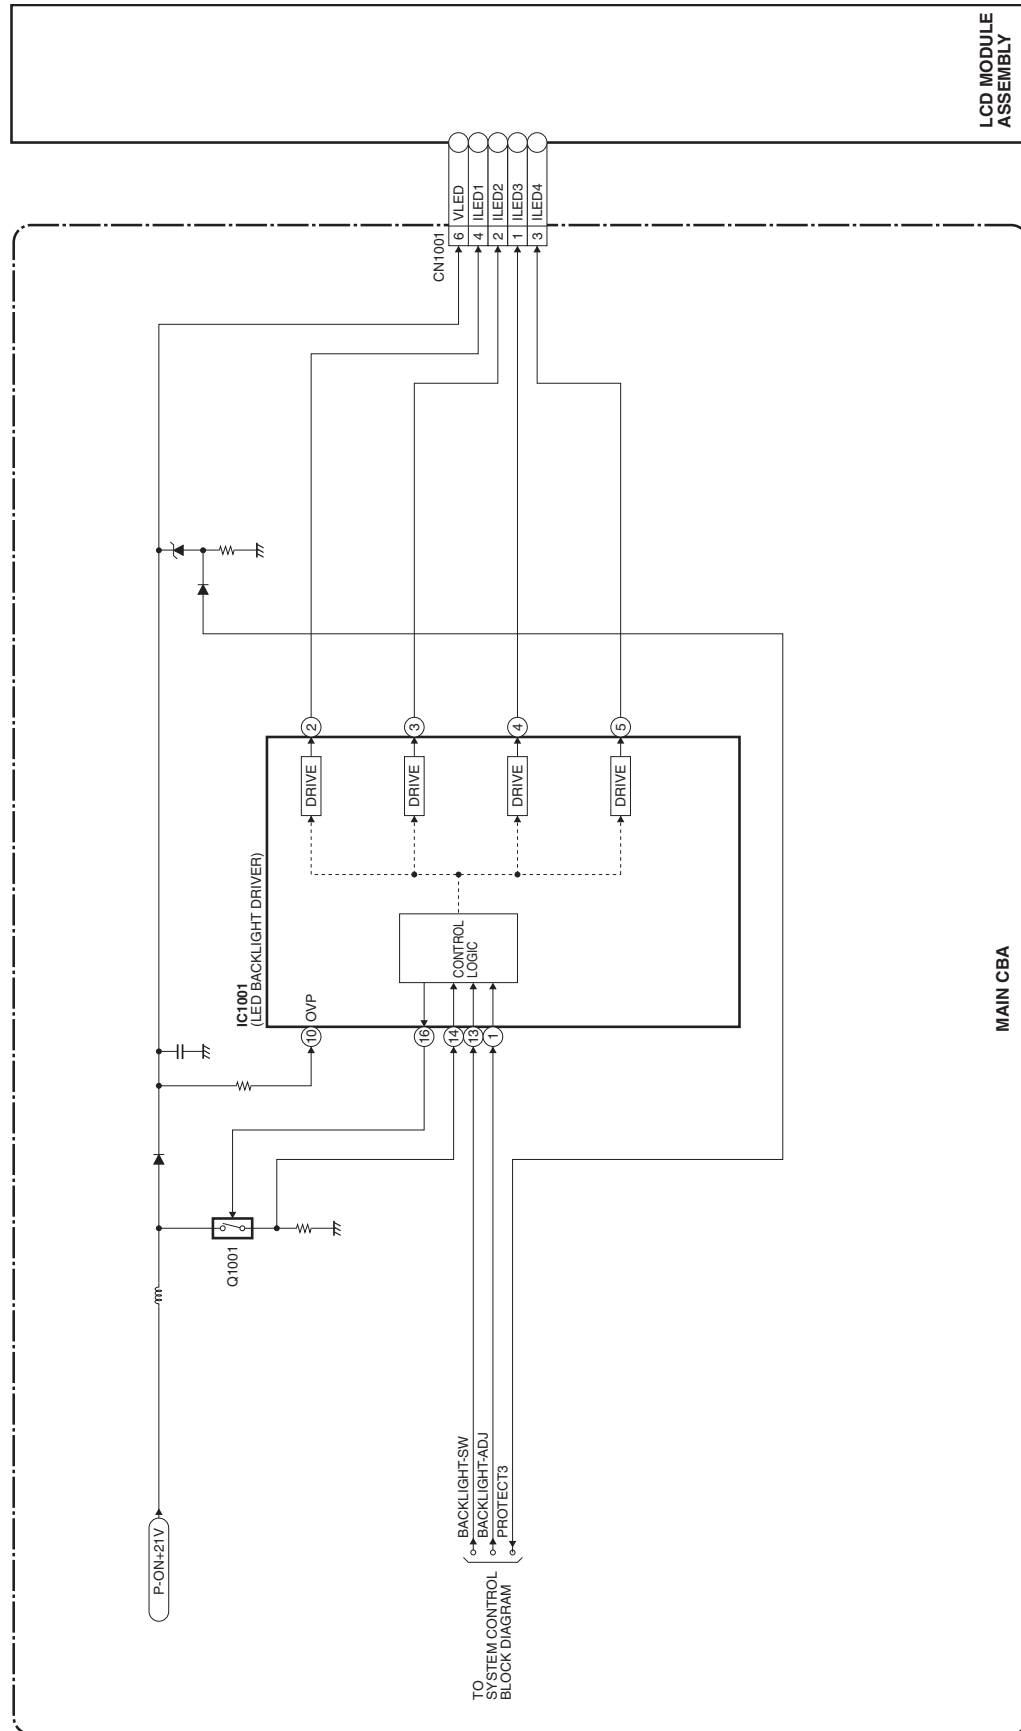 LCD MODULE
ASSEMBLY
CN1001
6 VLED
4 ILED1
2 ILED2
1 ILED3
3 ILED4
IC1001
(LED BACKLIGHT DRIVER)
10 OVP
16
14
13
1
CONTROL
LOGIC
DRIVE
DRIVE
DRIVE
DRIVE
2
3
4
5
Q1001
P-ON+21V
BACKLIGHT-SW
BACKLIGHT-ADJ
PROTECT3
TO
SYSTEM CONTROL
BLOCK DIAGRAM
MAIN CBA